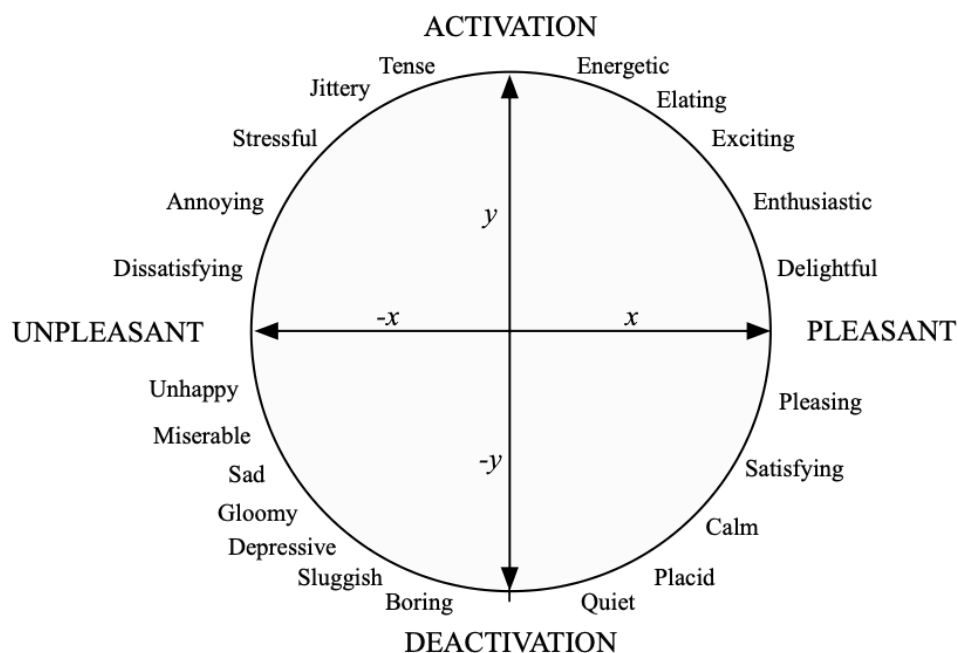 ACTIVATION
Tense
Energetic
Jittery
Elating
Stressful
Exciting
Annoying
Enthusiastic
y
Dissatisfying
Delightful
-x
x
UNPLEASANT
PLEASANT
Unhappy
Pleasing
Miserable
-y
Satisfying
Sad
Gloomy
Calm
Depressive
Sluggish
Placid
Boring
Quiet
DEACTIVATION